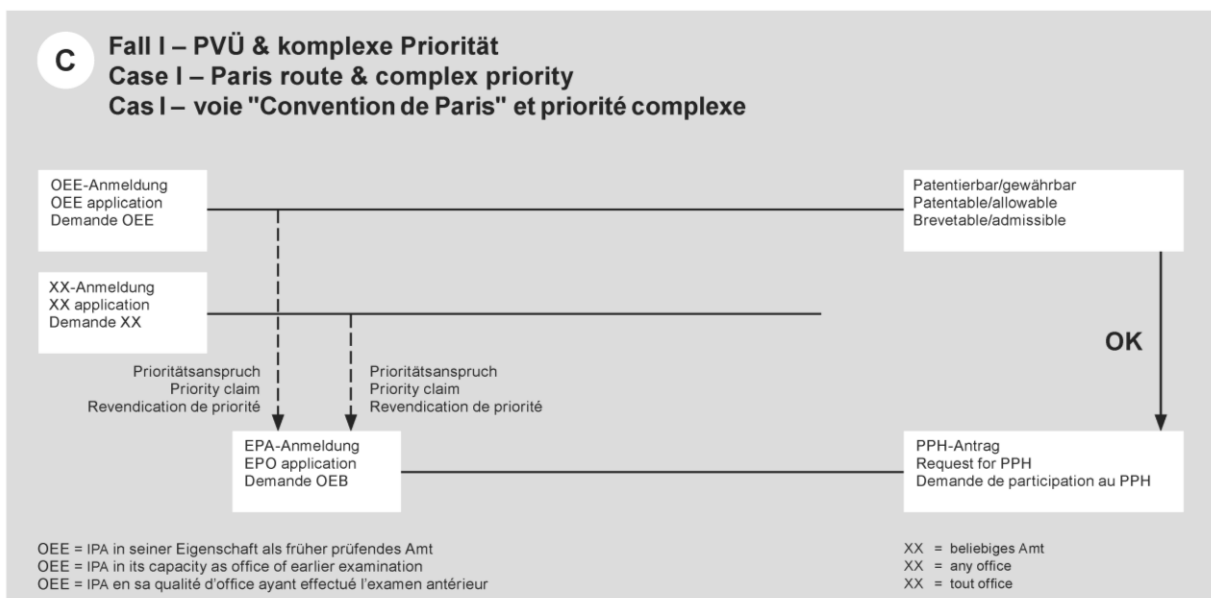 C
Fall I – PVÜ & komplexe Priorität
Case I – Paris route & complex priority
Cas I – voie "Convention de Paris" et priorité complexe
OEE-Anmeldung
OEE application
Demande OEE
Patentierbar/gewährbar
Patentable/allowable
Brevetable/admissible
XX-Anmeldung
XX application
Demande XX
OK
Prioritätsanspruch
Priority claim
Revendication de priorité
Prioritätsanspruch
Priority claim
Revendication de priorité
EPA-Anmeldung
EPO application
Demande OEB
PPH-Antrag
Request for PPH
Demande de participation au PPH
OEE = IPA in seiner Eigenschaft als früher prüfendes Amt
OEE = IPA in its capacity as office of earlier examination
OEE = IPA en sa qualité d'office ayant effectué l'examen antérieur
XX = beliebiges Amt
XX = any office
XX = tout office